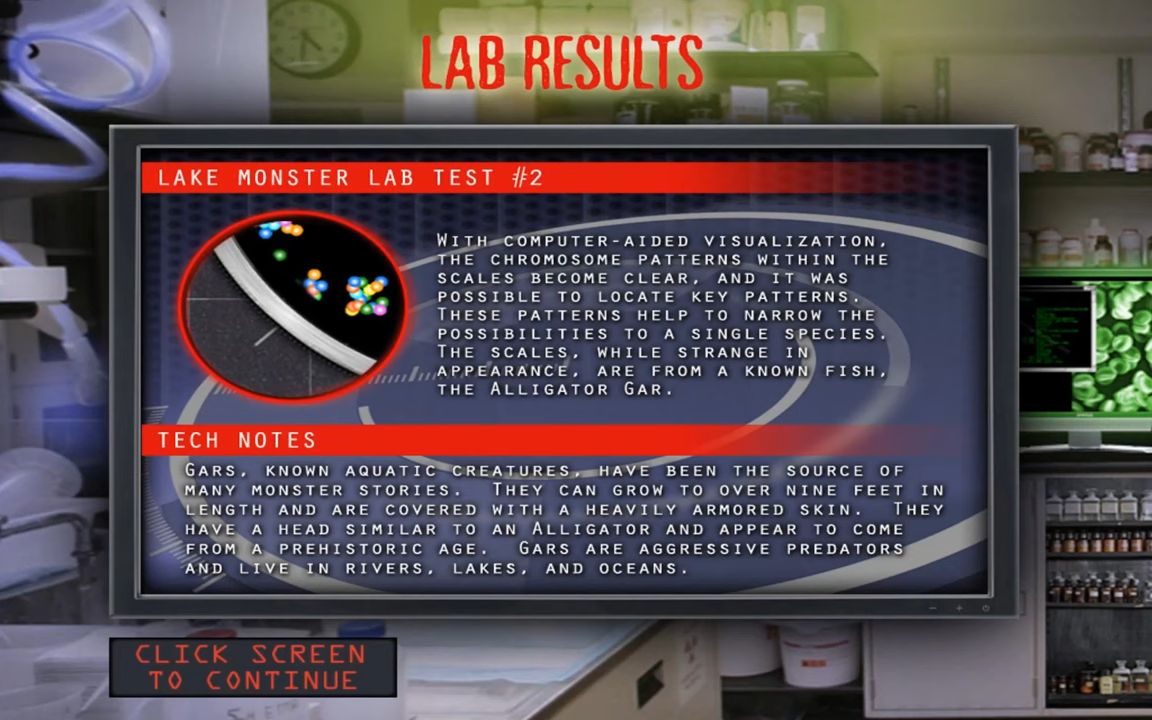 LAB RESULTS
LAKE MONSTER LAB TEST #2
WITH COMPUTER-AIDED VISUALIZATION,
THE CHROMOSOME PATTERNS WITHIN THE
SCALES BECOME CLEAR, AND IT WAS
POSSIBLE TO LOCATE KEY PATTERNS.
THESE PATTERNS HELP TO NARROW THE
POSSIBILITIES TO A SINGLE SPECIES.
THE SCALES, WHILE STRANGE IN
APPEARANCE, ARE FROM A KNOWN FISH,
THE ALLIGATOR GAR.
TECH NOTES
GARS, KNOWN AQUATIC CREATURES, HAVE BEEN THE SOURCE OF
MANY MONSTER STORIES. THEY CAN GROW TO OVER NINE FEET IN
LENGTH AND ARE COVERED WITH A HEAVILY ARMORED SKIN. THEY
HAVE A HEAD SIMILAR TO AN ALLIGATOR AND APPEAR TO COME
FROM A PREHISTORIC AGE. GARS ARE AGGRESSIVE PREDATORS
AND LIVE IN RIVERS, LAKES, AND OCEANS.
CLICK SCREEN
TO CONTINUE